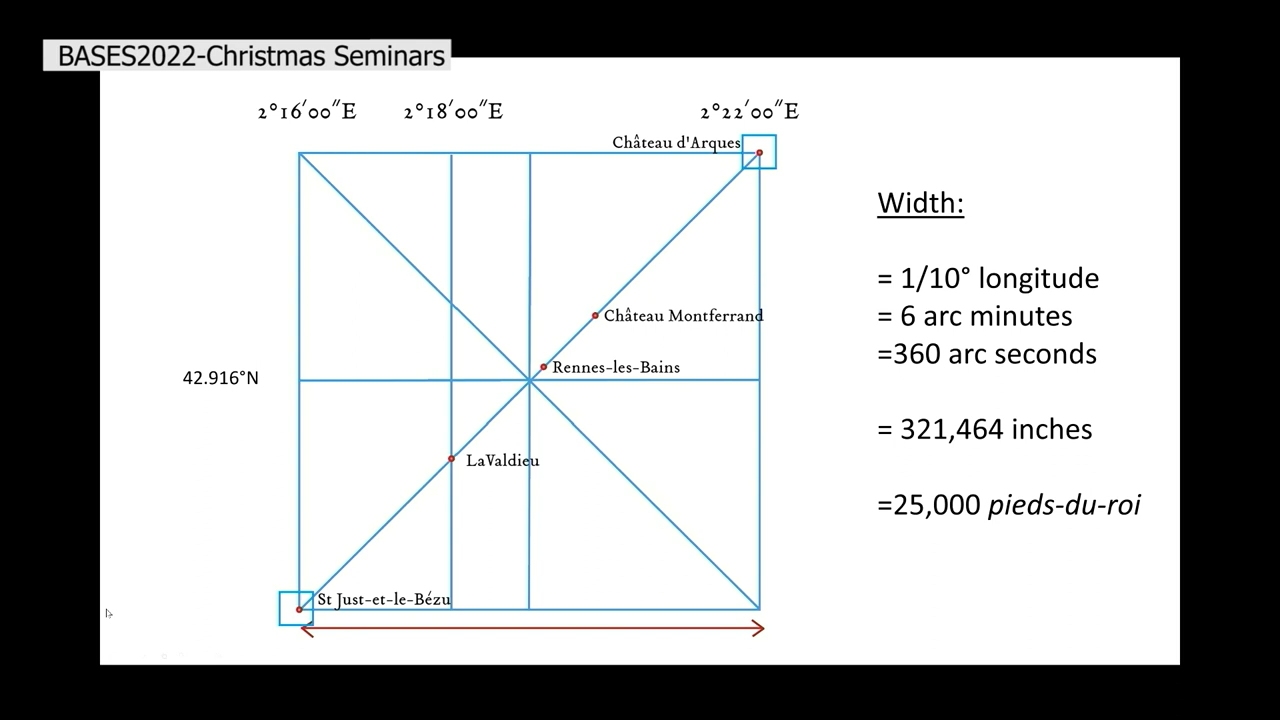 BASES2022-Christmas Seminars
2°16′00″E
2°18′00″E
2°22′00″E
Château d'Arques
Width:
= 1/10° longitude
= 6 arc minutes
=360 arc seconds
= 321,464 inches
=25,000 pieds-du-roi
Château Montferrand
Rennes-les-Bains
42.916°N
LaValdieu
St Just-et-le-Bézu